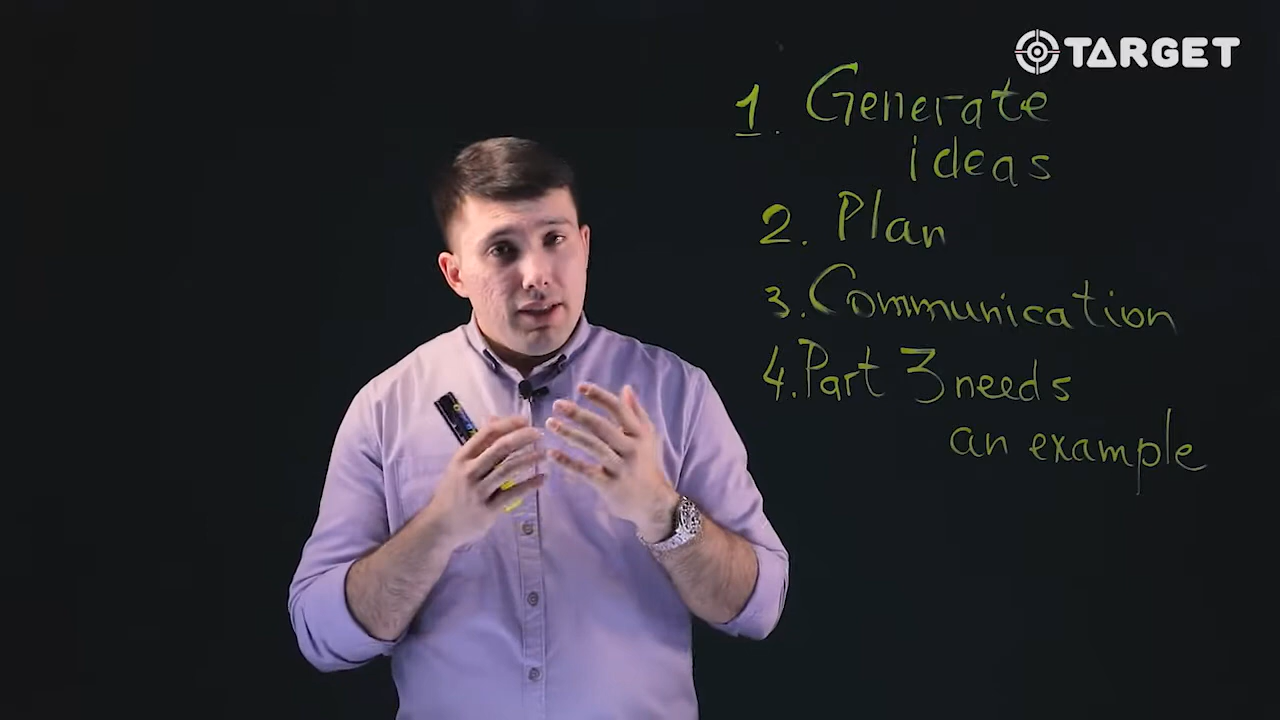 TARGET
1. Generate
ideas
2. Plan
3. Communication
4. Part 3 needs
an example